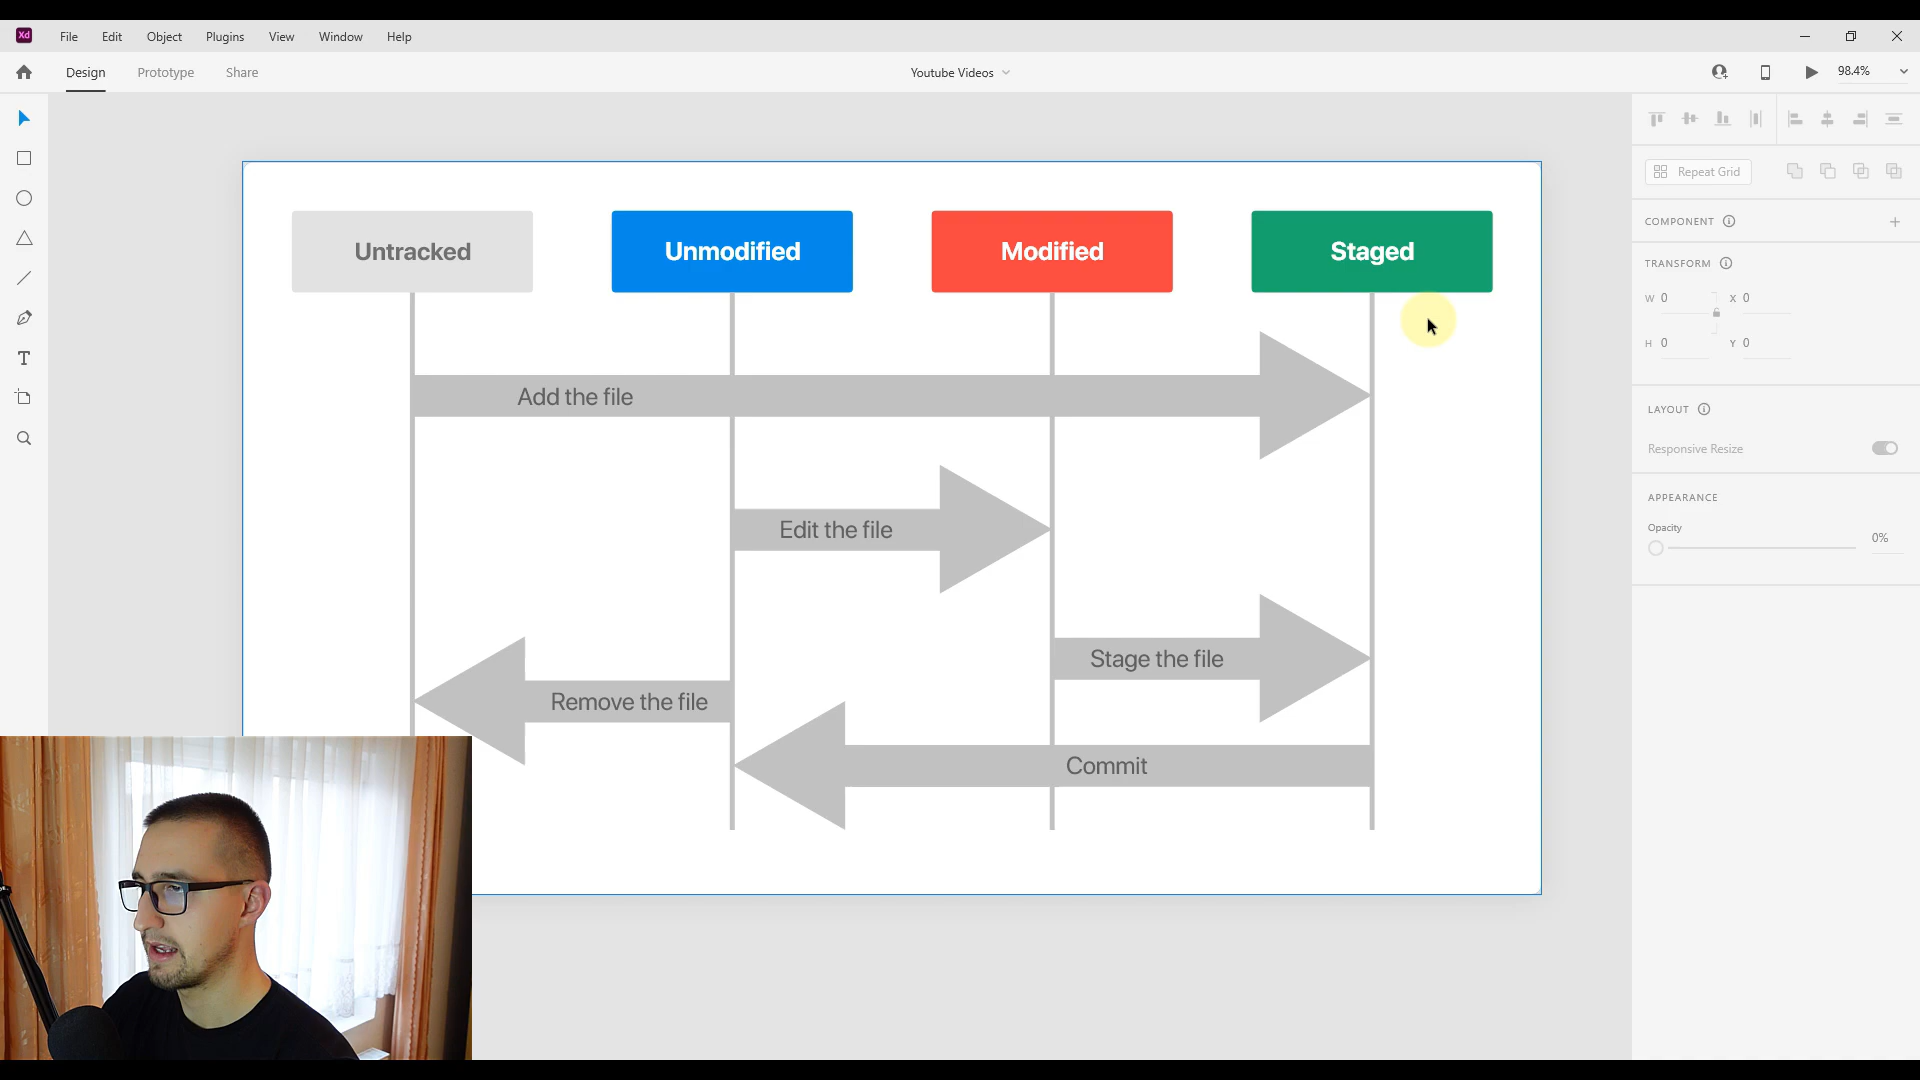 Xd File Edit Object Plugins View Window Help
Design Prototype Share Youtube Videos 98.4%
Repeat Grid
Untracked Unmodified Modified Staged
COMPONENT
TRANSFORM
W 0 X 0
H 0 Y 0
Add the file
LAYOUT
Responsive Resize
APPEARANCE
Edit the file
Opacity
0%
Stage the file
Remove the file
Commit